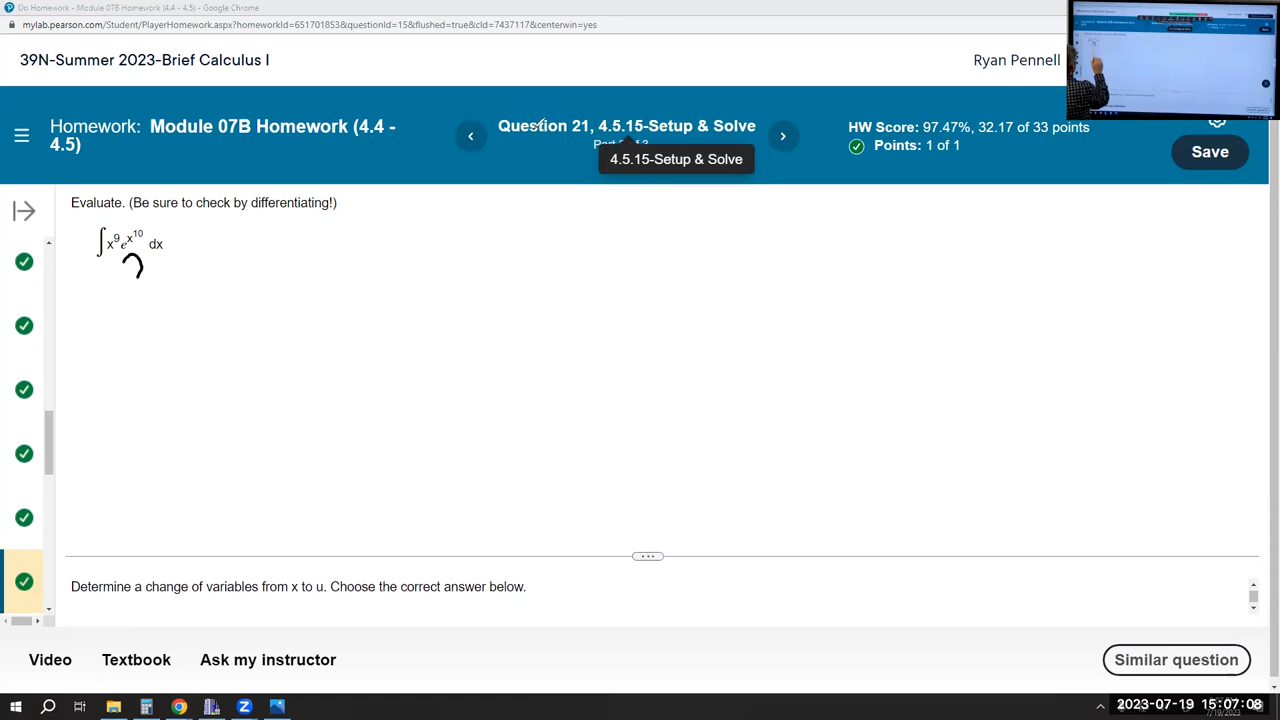 Do Homework - Module 07B Homework (4.4 - 4.5) - Google Chrome
mylab.pearson.com/Student/PlayerHomework.aspx?homeworkId=651701853&questionId=15&flushed=true&cId=7437117&centerwin=yes
39N-Summer 2023-Brief Calculus I
Ryan Pennell
Homework: Module 07B Homework (4.4 - 4.5)
Question 21, 4.5.15-Setup & Solve
4.5.15-Setup & Solve
HW Score: 97.47%, 32.17 of 33 points
Points: 1 of 1
Save
Evaluate. (Be sure to check by differentiating!)
∫x⁹eˣ¹⁰ dx
Determine a change of variables from x to u. Choose the correct answer below.
Video
Textbook
Ask my instructor
Similar question
2023-07-19 15:07:08